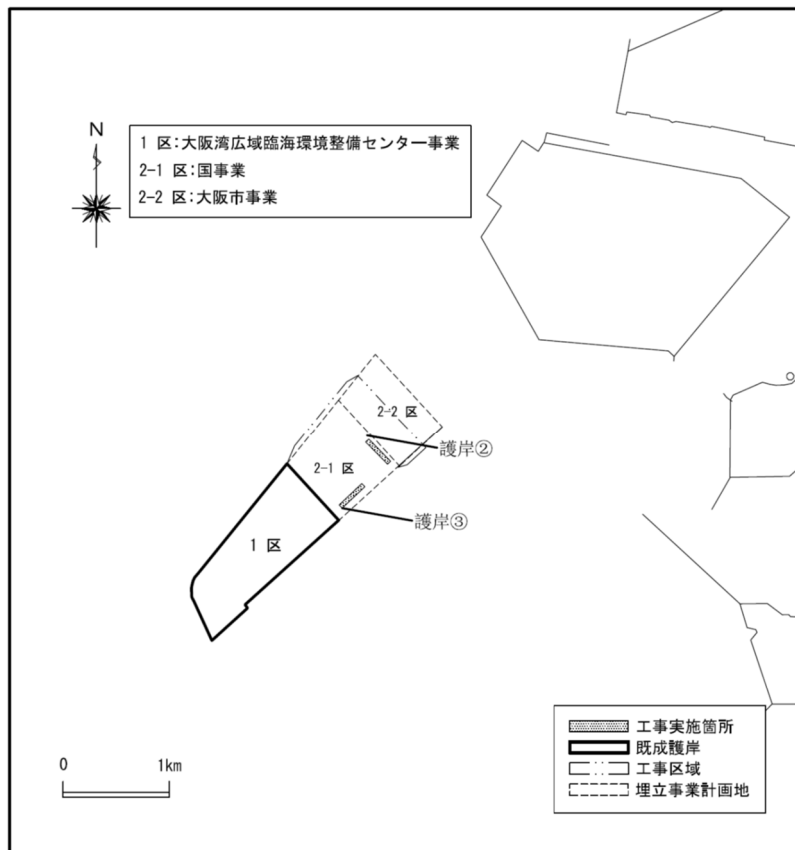 N
1 区:大阪湾広域臨海環境整備センター事業
2-1 区:国事業
2-2 区:大阪市事業
2-2 区
護岸②
2-1 区
護岸③
1 区
工事実施箇所
既成護岸
工事区域
埋立事業計画地
0 1km